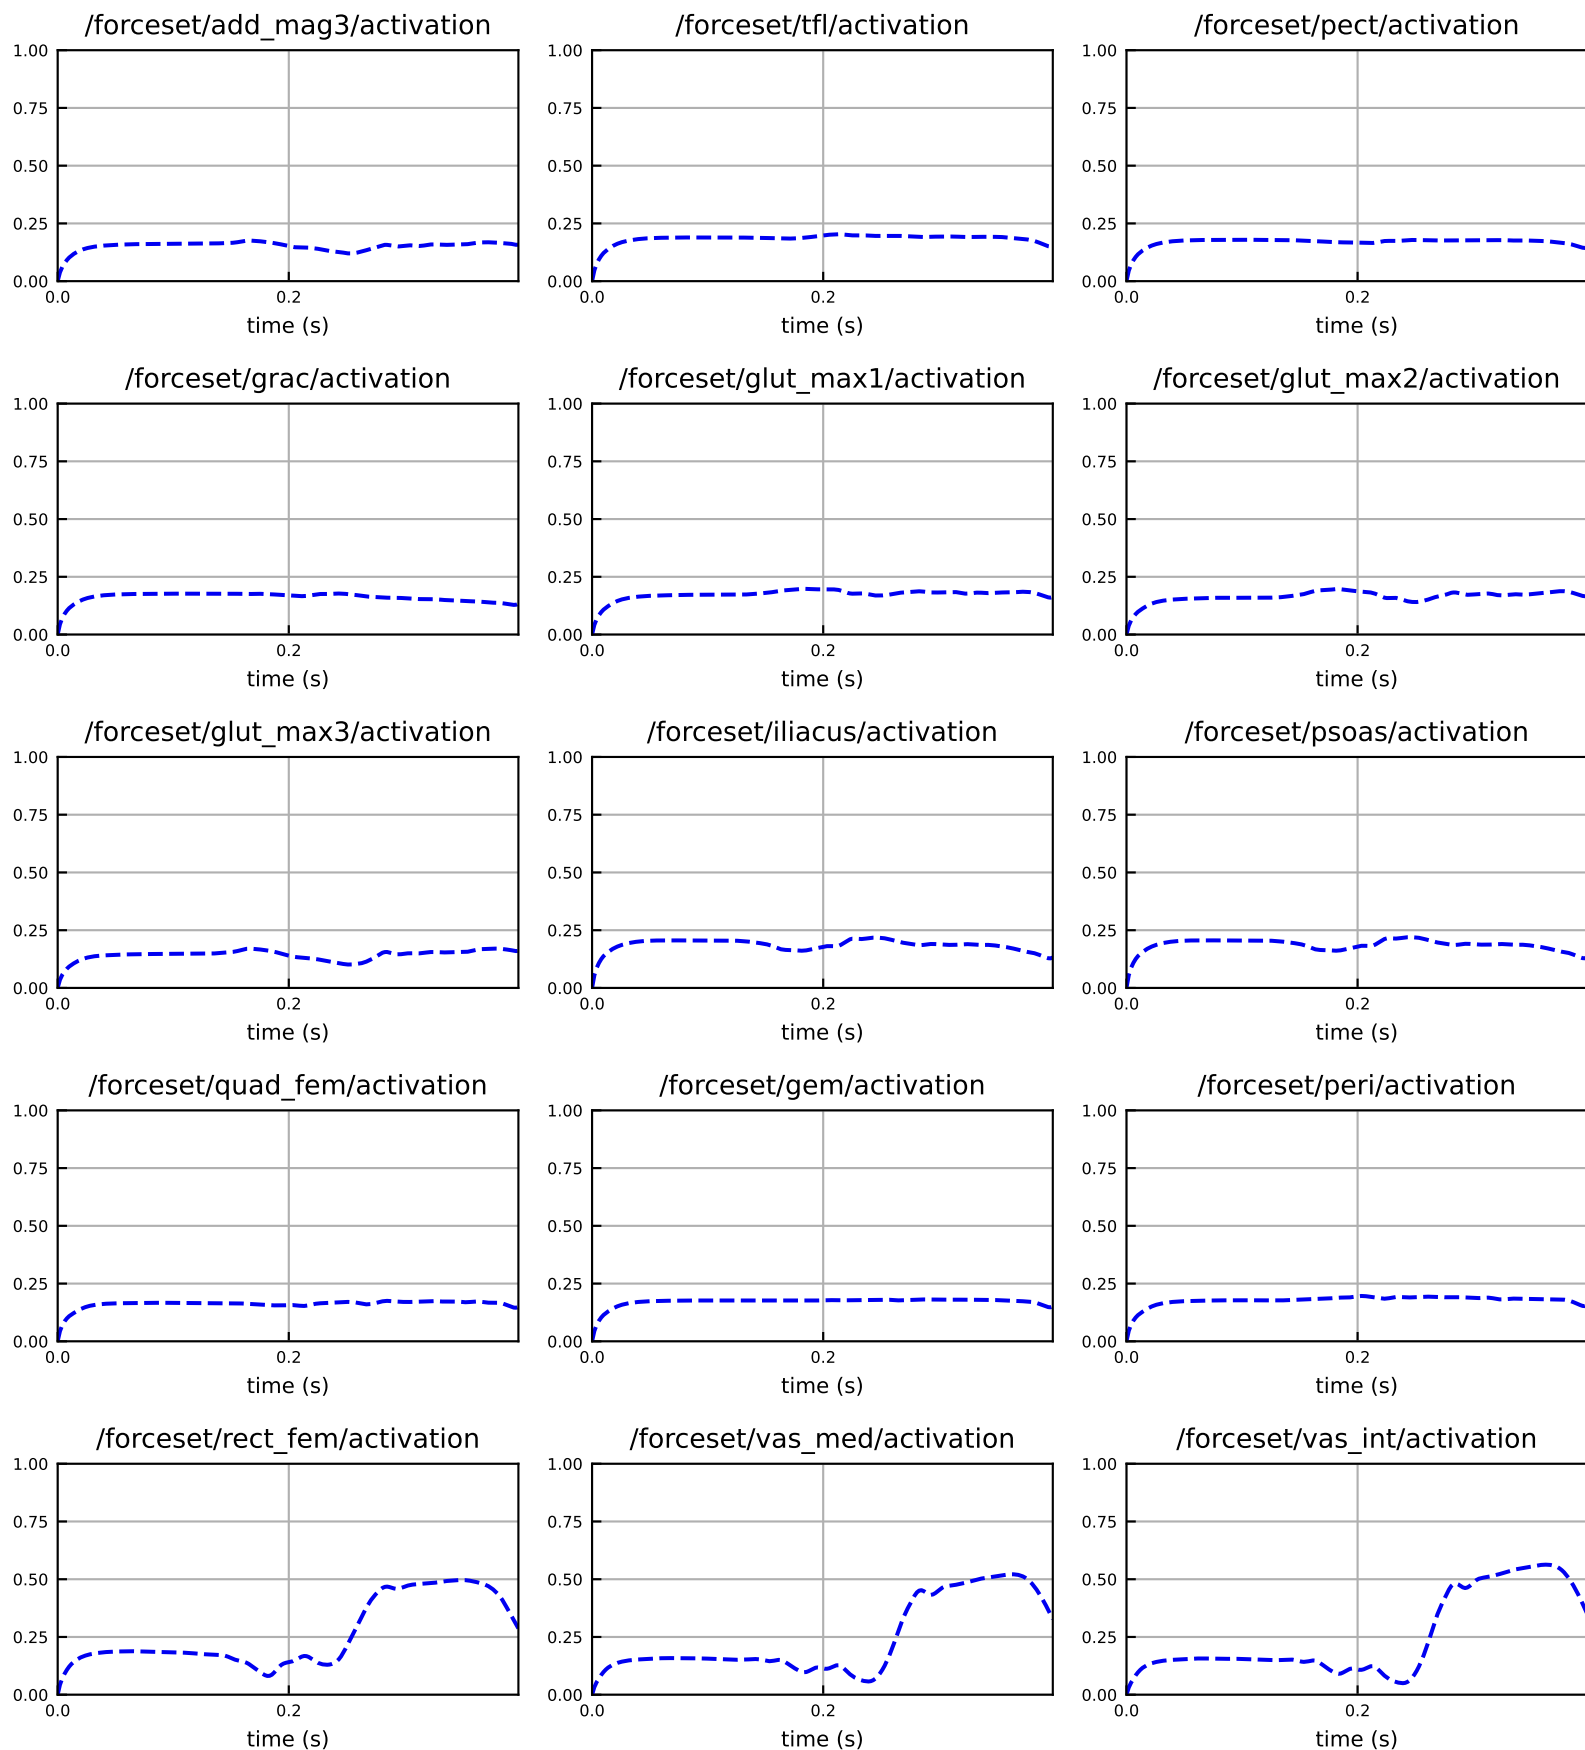 /forceset/add_mag3/activation /forceset/tfl/activation /forceset/pect/activation
1.00 1.00 1.00
0.75 0.75 0.75
0.50 0.50 0.50
0.25 0.25 0.25
0.00 0.00 0.00
0.0 0.2 0.0 0.2 0.0 0.2
time (s) time (s) time (s)
/forceset/grac/activation /forceset/glut_max1/activation /forceset/glut_max2/activation
1.00 1.00 1.00
0.75 0.75 0.75
0.50 0.50 0.50
0.25 0.25 0.25
0.00 0.00 0.00
0.0 0.2 0.0 0.2 0.0 0.2
time (s) time (s) time (s)
/forceset/glut_max3/activation /forceset/iliacus/activation /forceset/psoas/activation
1.00 1.00 1.00
0.75 0.75 0.75
0.50 0.50 0.50
0.25 0.25 0.25
0.00 0.00 0.00
0.0 0.2 0.0 0.2 0.0 0.2
time (s) time (s) time (s)
/forceset/quad_fem/activation /forceset/gem/activation /forceset/peri/activation
1.00 1.00 1.00
0.75 0.75 0.75
0.50 0.50 0.50
0.25 0.25 0.25
0.00 0.00 0.00
0.0 0.2 0.0 0.2 0.0 0.2
time (s) time (s) time (s)
/forceset/rect_fem/activation /forceset/vas_med/activation /forceset/vas_int/activation
1.00 1.00 1.00
0.75 0.75 0.75
0.50 0.50 0.50
0.25 0.25 0.25
0.00 0.00 0.00
0.0 0.2 0.0 0.2 0.0 0.2
time (s) time (s) time (s)